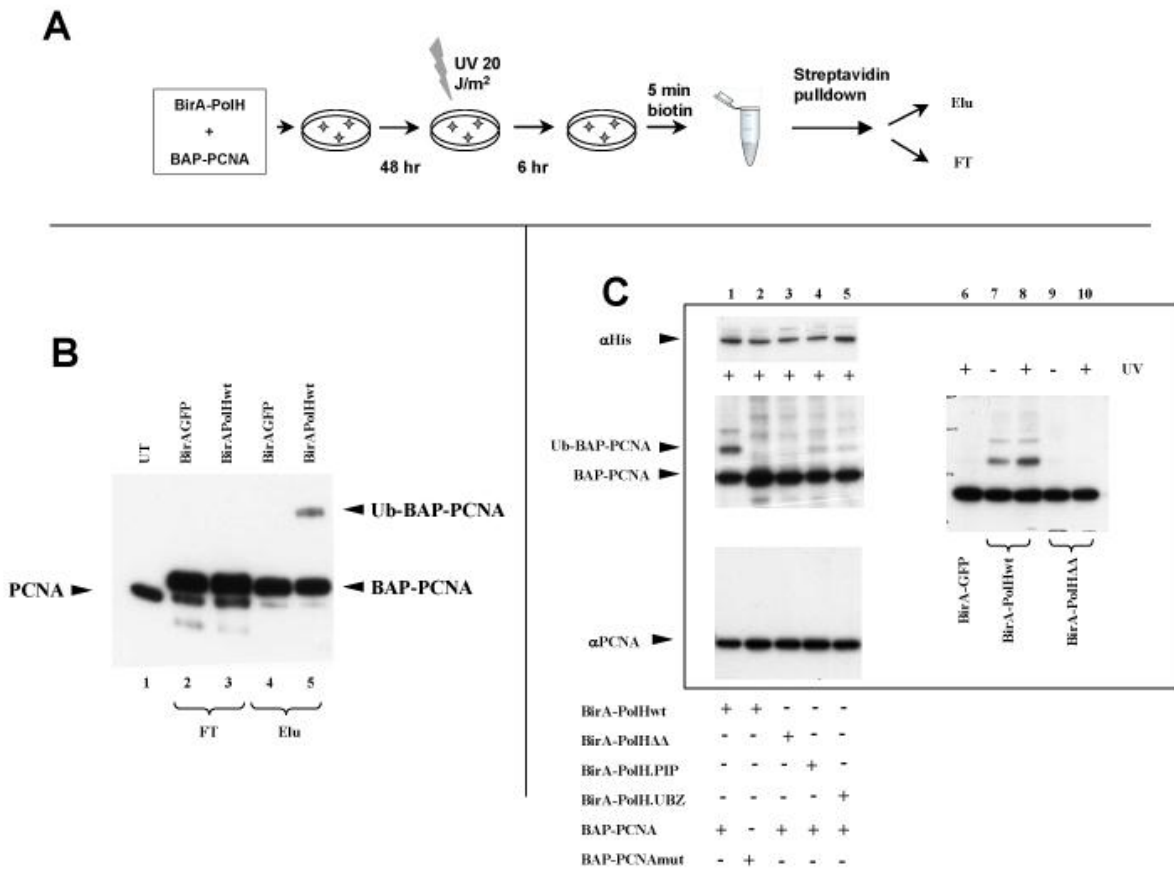 A
BirA-PolH
+
BAP-PCNA
48 hr
UV 20
J/m²
6 hr
5 min
biotin
Streptavidin
pulldown
Elu
FT
B
UT
BirAGFP
BirAPolHwt
BirAGFP
BirAPolHwt
Ub-BAP-PCNA
PCNA
BAP-PCNA
1 2 3 4 5
FT Elu
C
1 2 3 4 5 6 7 8 9 10
αHis
+ + + + + + - + - + UV
Ub-BAP-PCNA
BAP-PCNA
αPCNA
BirA-GFP
BirA-PolHwt
BirA-PolHΔΔ
BirA-PolHwt + + - - -
BirA-PolHΔΔ - - + - -
BirA-PolH.PIP - - - + -
BirA-PolH.UBZ - - - - +
BAP-PCNA + - + + +
BAP-PCNAmut - + - - -